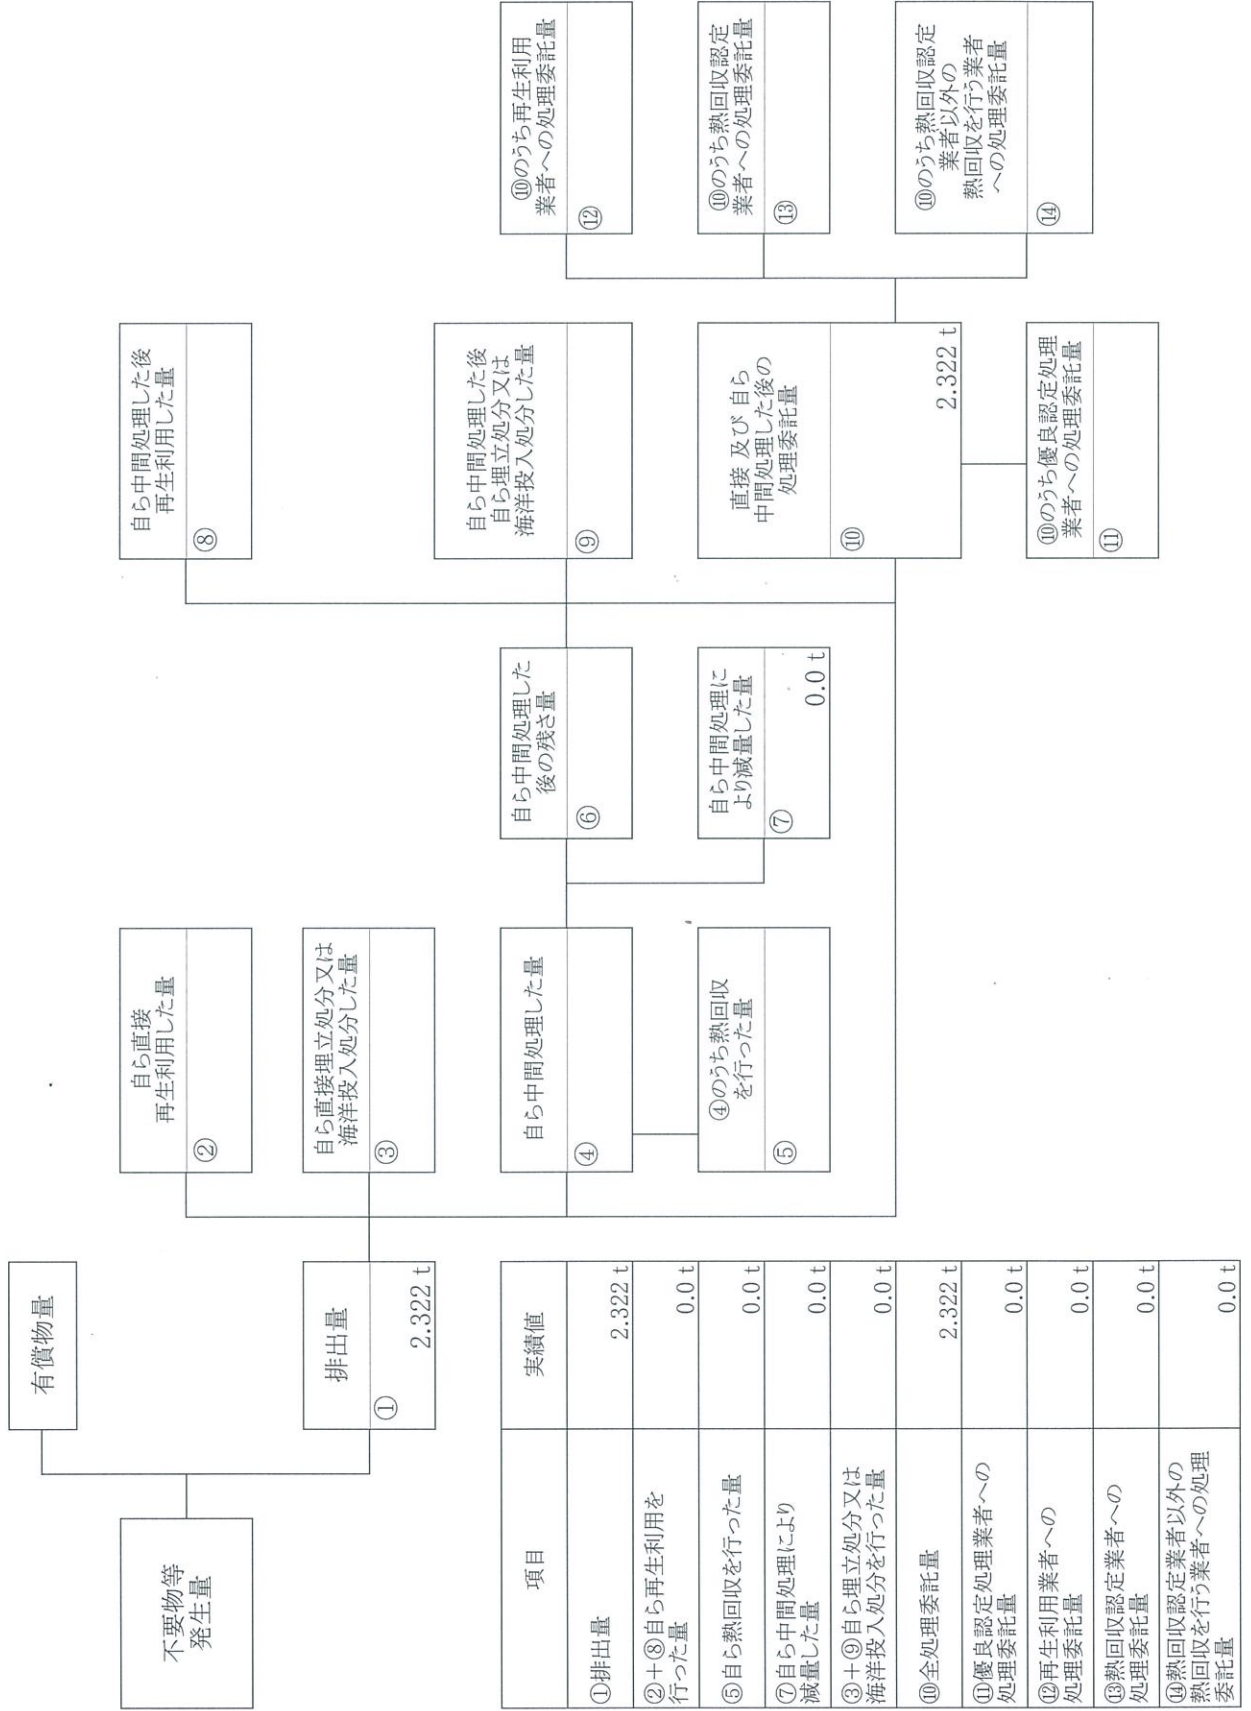 有償物量
不要物等
発生量
排出量
①
2.322 t
自ら直接
再生利用した量
②
自ら直接埋立処分又は
海洋投入処分した量
③
自ら中間処理した量
④
④のうち熱回収
を行った量
⑤
自ら中間処理した
後の残さ量
⑥
自ら中間処理に
より減量した量
⑦
0.0 t
自ら中間処理した後
再生利用した量
⑧
自ら中間処理した後
自ら埋立処分又は
海洋投入処分した量
⑨
直接 及び 自ら
中間処理した後の
処理委託量
⑩
2.322 t
⑩のうち優良認定処理
業者への処理委託量
⑪
⑩のうち再生利用
業者への処理委託量
⑫
⑩のうち熱回収認定
業者への処理委託量
⑬
⑩のうち熱回収認定
業者以外の
熱回収を行う業者
への処理委託量
⑭
項目
実績値
①排出量
2.322 t
②+⑧自ら再生利用を
行った量
0.0 t
⑤自ら熱回収を行った量
0.0 t
⑦自ら中間処理により
減量した量
0.0 t
③+⑨自ら埋立処分又は
海洋投入処分を行った量
0.0 t
⑩全処理委託量
2.322 t
⑪優良認定処理業者への
処理委託量
0.0 t
⑫再生利用業者への
処理委託量
0.0 t
⑬熱回収認定業者への
処理委託量
0.0 t
⑭熱回収認定業者以外の
熱回収を行う業者への処理
委託量
0.0 t